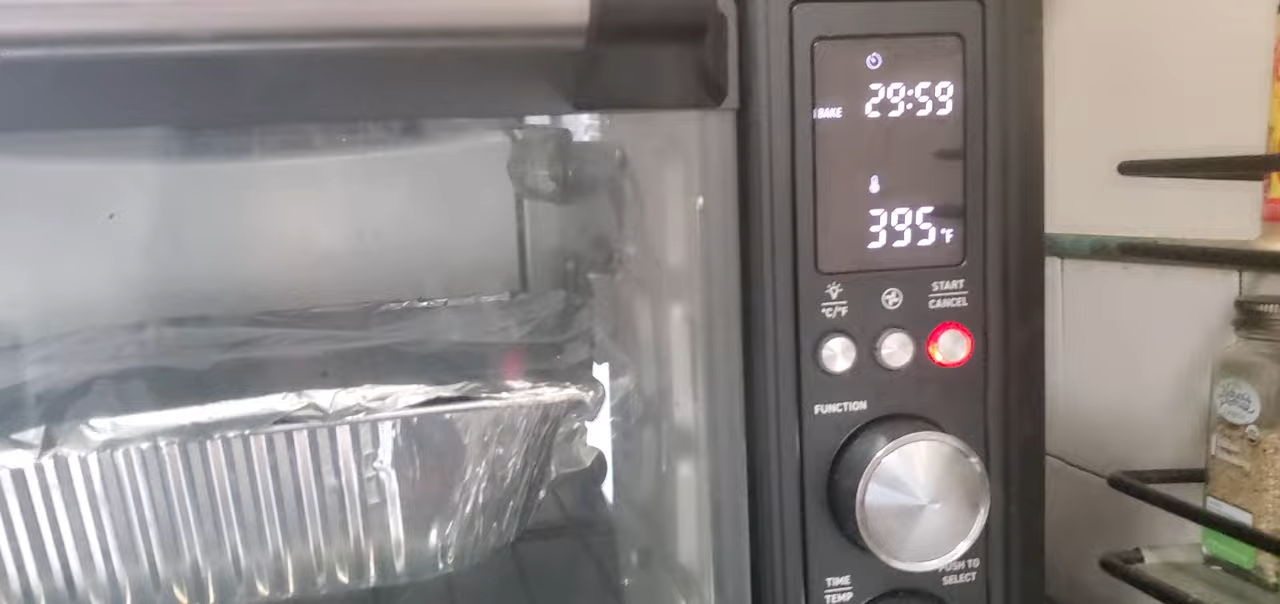 29:59
BAKE
395°F
START
CANCEL
°C/°F
FUNCTION
PUSH TO
SELECT
TIME
TEMP